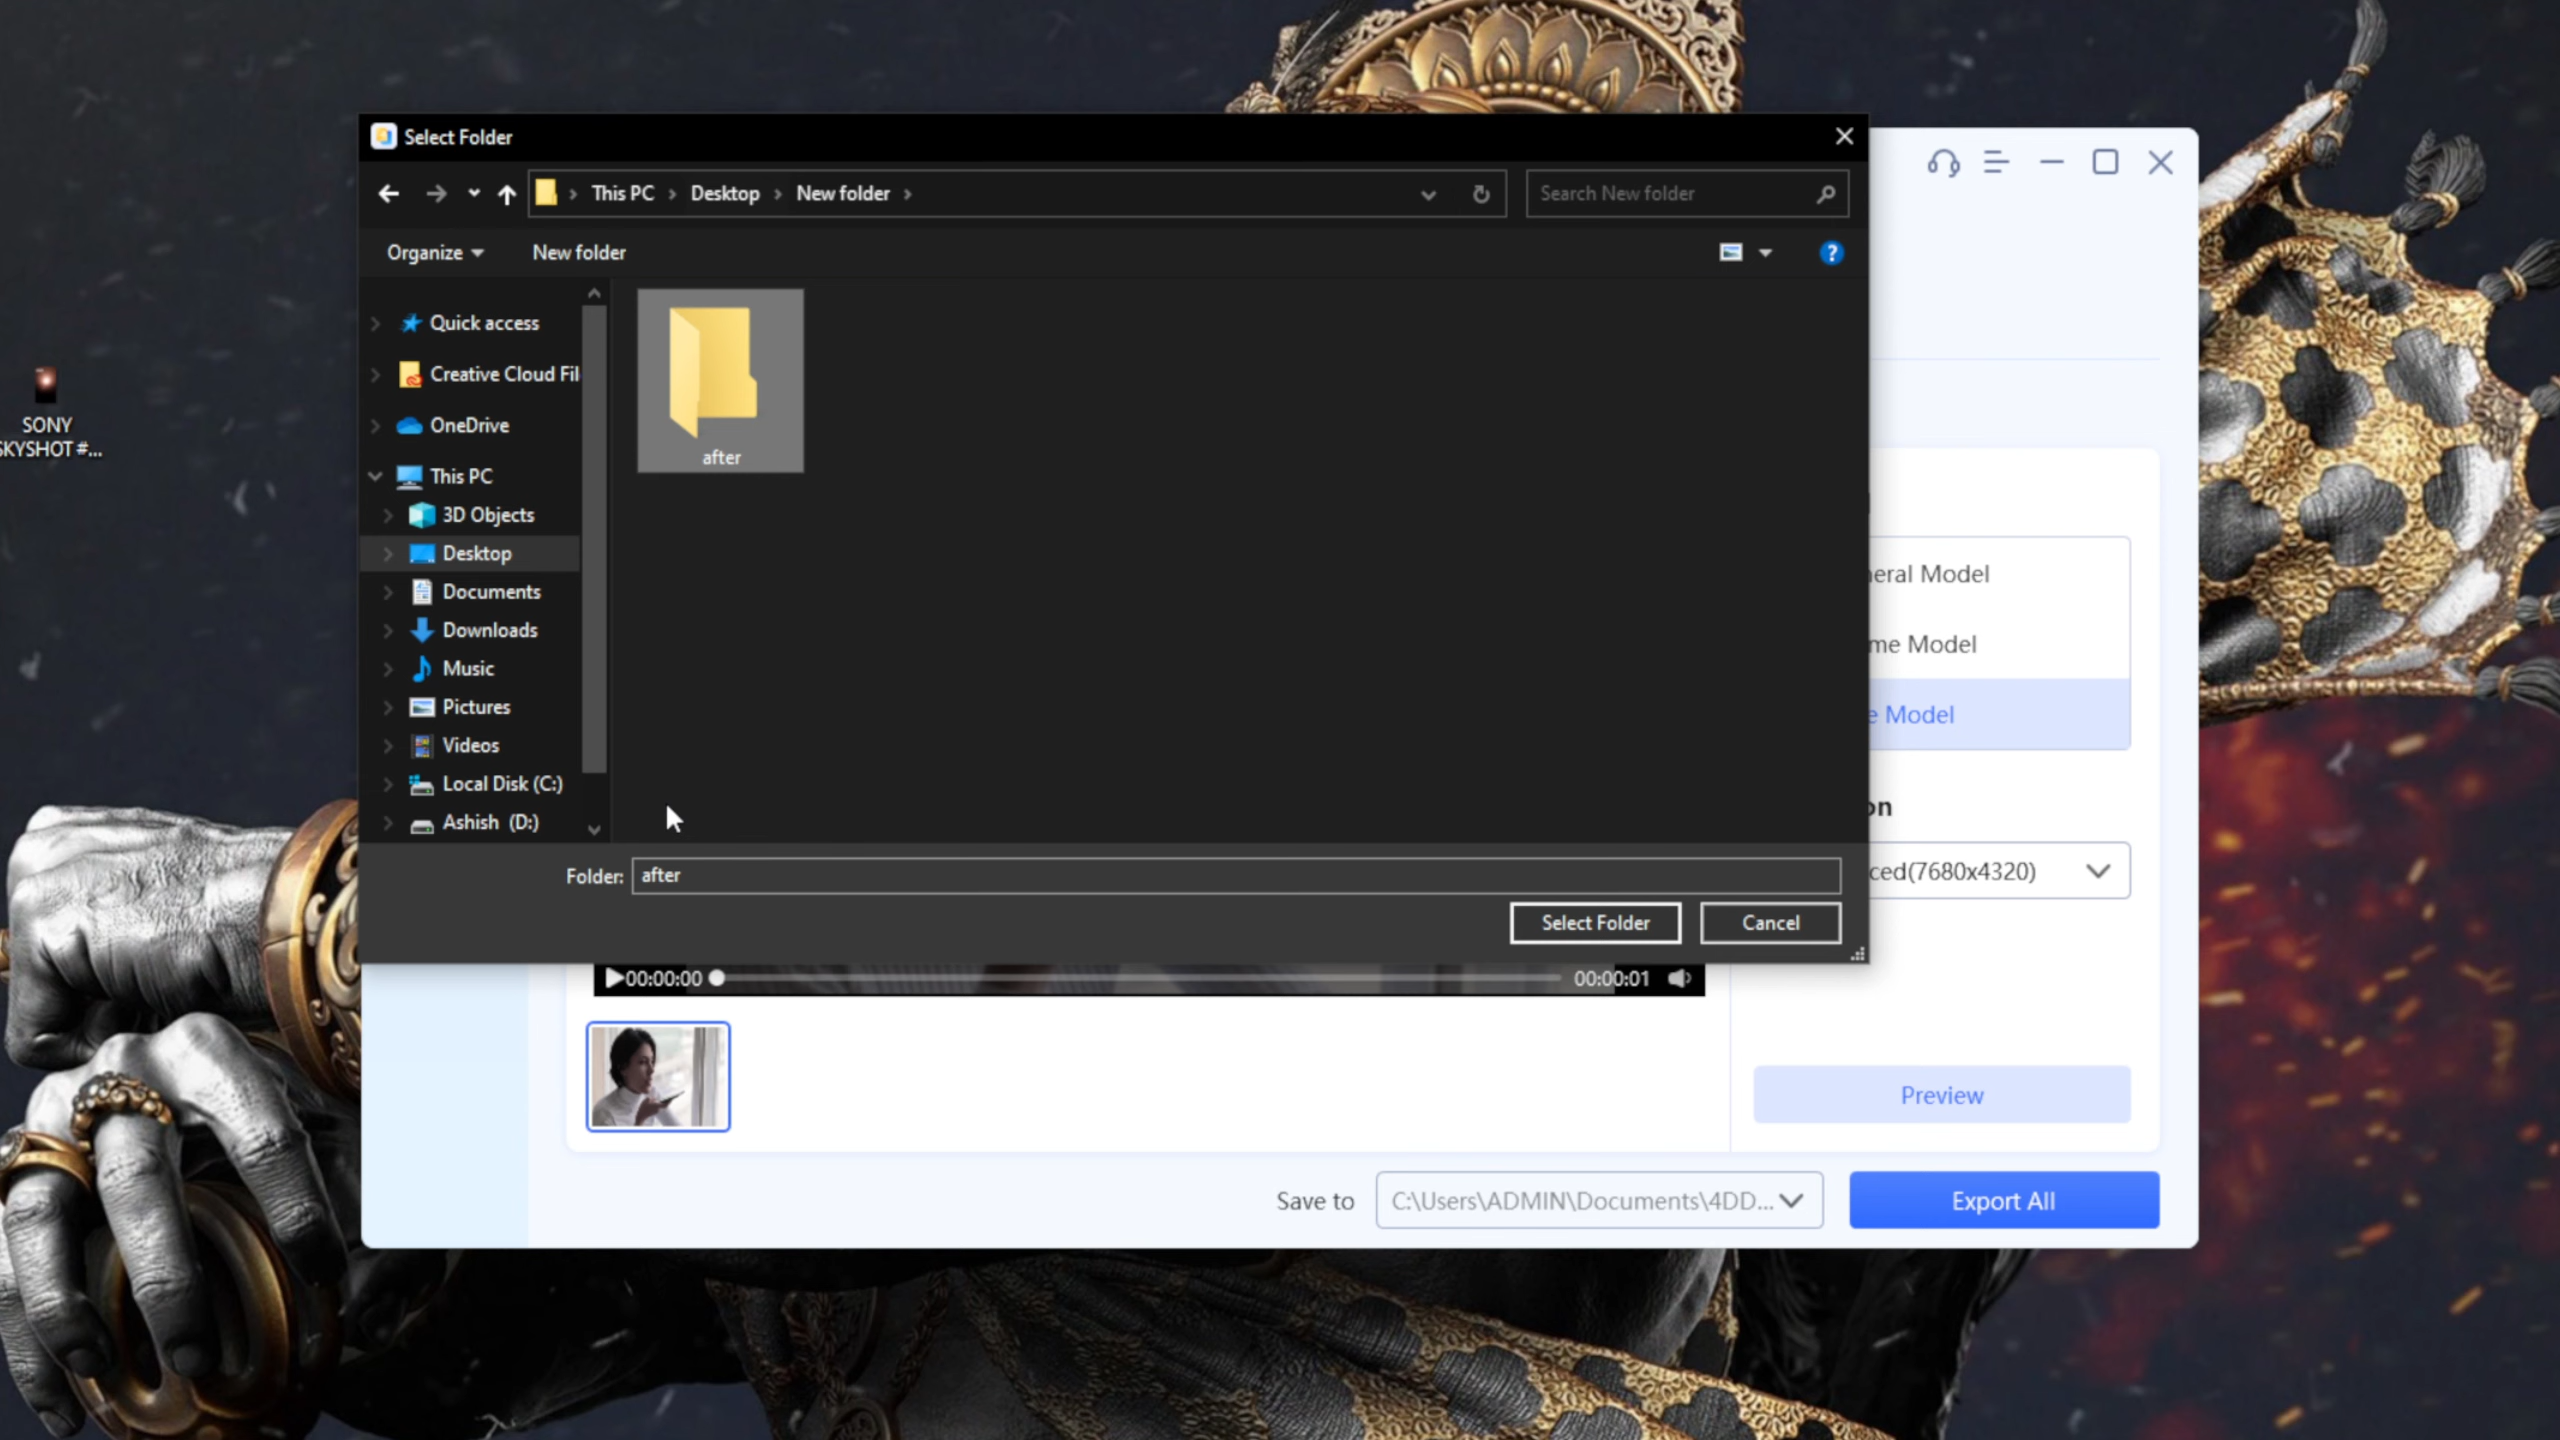 Select Folder
This PC
Desktop
New folder
Search New folder
Organize
New folder
?
Quick access
Creative Cloud Fil
OneDrive
This PC
3D Objects
Desktop
Documents
Downloads
Music
Pictures
Videos
Local Disk (C:)
Ashish (D:)
after
Folder: after
Select Folder
Cancel
SONY
SKYSHOT #...
eral Model
me Model
e Model
on
ced(7680x4320)
00:00:00
00:00:01
Preview
Save to
C:\Users\ADMIN\Documents\4DD...
Export All